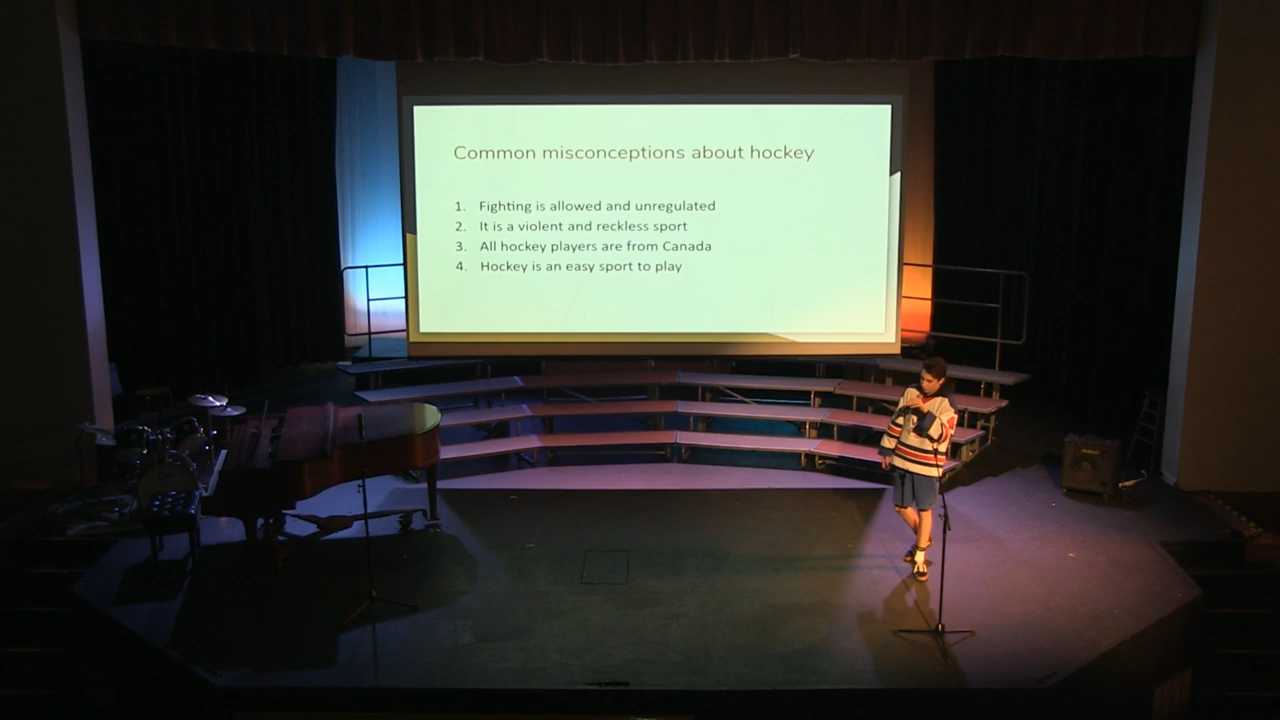 Common misconceptions about hockey
1. Fighting is allowed and unregulated
2. It is a violent and reckless sport
3. All hockey players are from Canada
4. Hockey is an easy sport to play